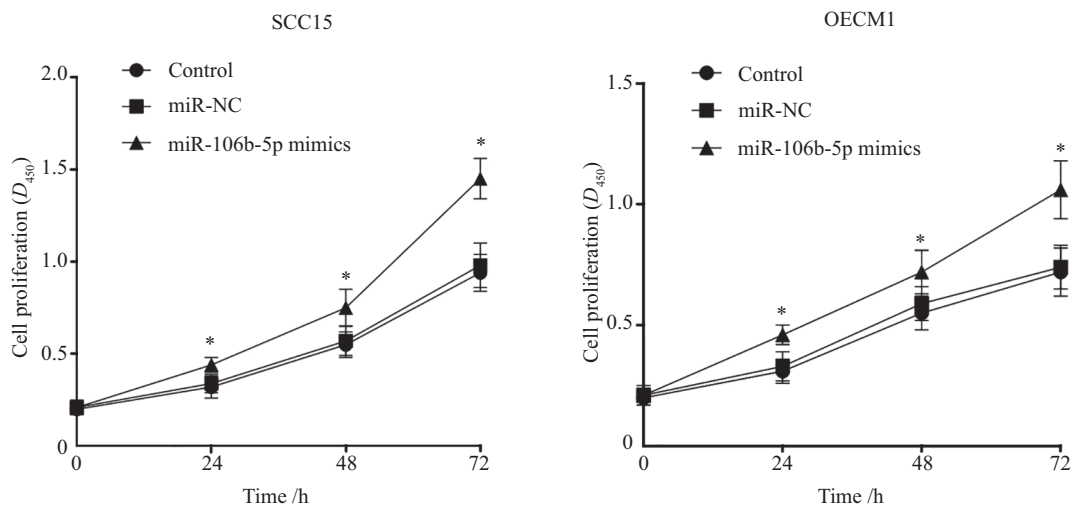 SCC15
Control
miR-NC
miR-106b-5p mimics
Cell proliferation (D450)
2.0
1.5
1.0
0.5
0
*
*
*
0 24 48 72
Time /h
OECM1
Control
miR-NC
miR-106b-5p mimics
Cell proliferation (D450)
1.5
1.0
0.5
0
*
*
*
0 24 48 72
Time /h